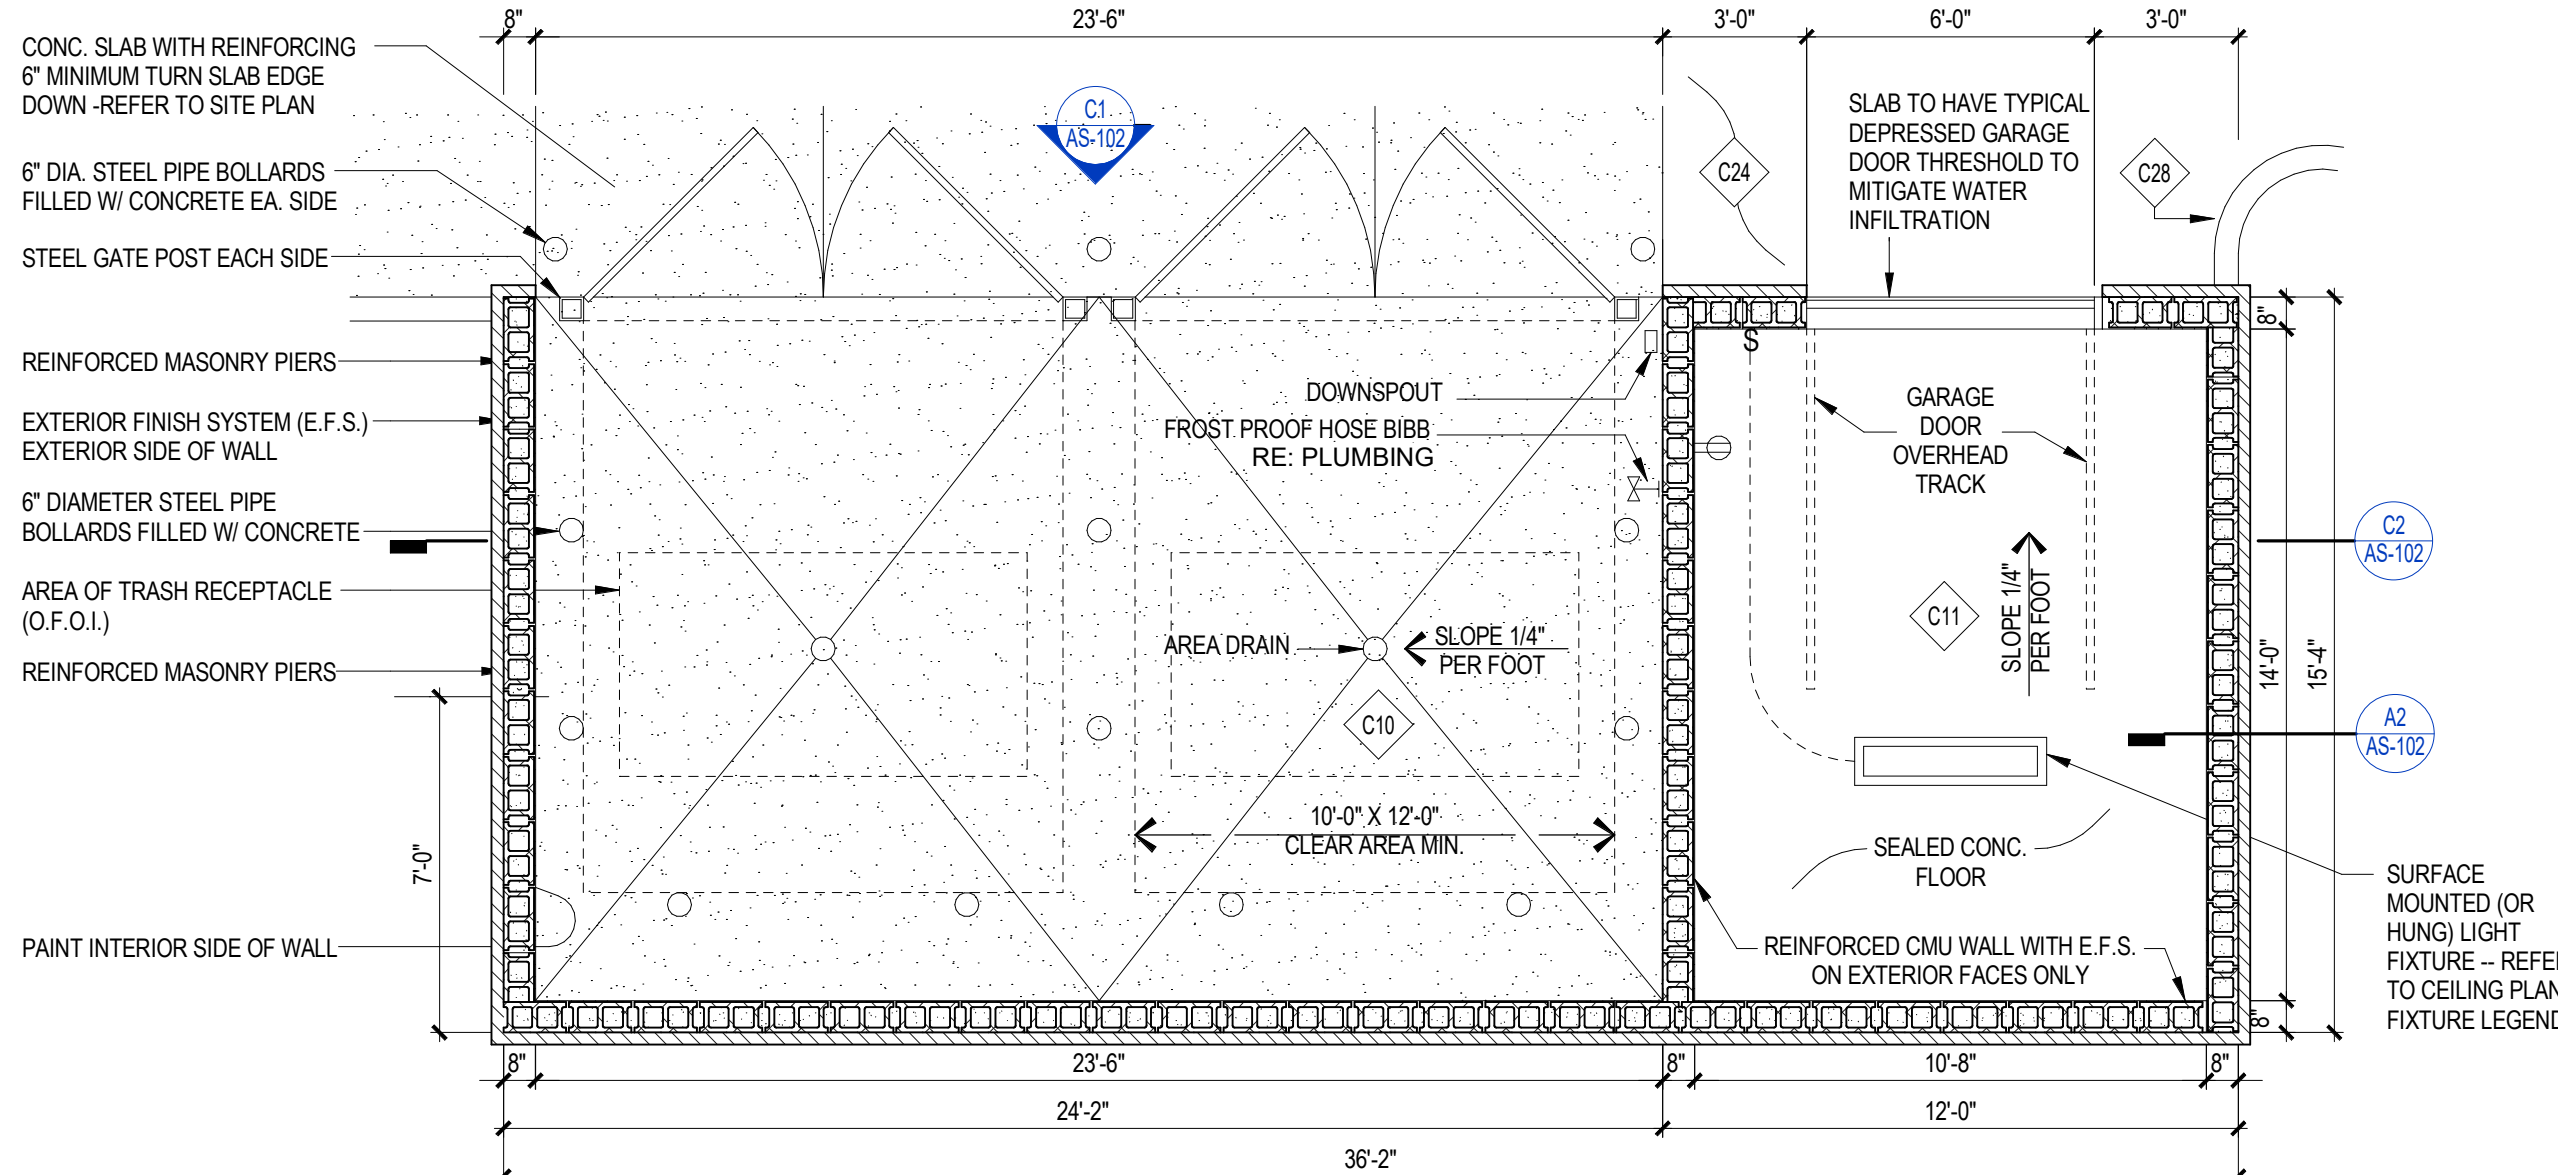 8"
23'-6"
3'-0"
6'-0"
3'-0"
CONC. SLAB WITH REINFORCING
6" MINIMUM TURN SLAB EDGE
DOWN -REFER TO SITE PLAN
6" DIA. STEEL PIPE BOLLARDS
FILLED W/ CONCRETE EA. SIDE
STEEL GATE POST EACH SIDE
REINFORCED MASONRY PIERS
EXTERIOR FINISH SYSTEM (E.F.S.)
EXTERIOR SIDE OF WALL
6" DIAMETER STEEL PIPE
BOLLARDS FILLED W/ CONCRETE
AREA OF TRASH RECEPTACLE
(O.F.O.I.)
REINFORCED MASONRY PIERS
7'-0"
PAINT INTERIOR SIDE OF WALL
C1
AS-102
C24
SLAB TO HAVE TYPICAL
DEPRESSED GARAGE
DOOR THRESHOLD TO
MITIGATE WATER
INFILTRATION
C28
S
DOWNSPOUT
FROST PROOF HOSE BIBB
RE: PLUMBING
GARAGE
DOOR
OVERHEAD
TRACK
AREA DRAIN
SLOPE 1/4"
PER FOOT
C10
C11
SLOPE 1/4"
PER FOOT
10'-0" X 12'-0"
CLEAR AREA MIN.
SEALED CONC.
FLOOR
REINFORCED CMU WALL WITH E.F.S.
ON EXTERIOR FACES ONLY
8"
14'-0"
15'-4"
8"
C2
AS-102
A2
AS-102
SURFACE
MOUNTED (OR
HUNG) LIGHT
FIXTURE -- REFE
TO CEILING PLAN
FIXTURE LEGEND
8"
23'-6"
8"
10'-8"
8"
24'-2"
12'-0"
36'-2"